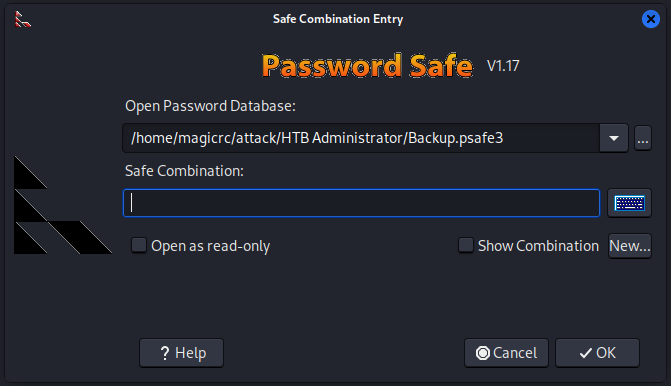 Safe Combination Entry
Password Safe V1.17
Open Password Database:
/home/magicrc/attack/HTB Administrator/Backup.psafe3
...
Safe Combination:
Open as read-only
Show Combination
New...
? Help
Cancel
OK